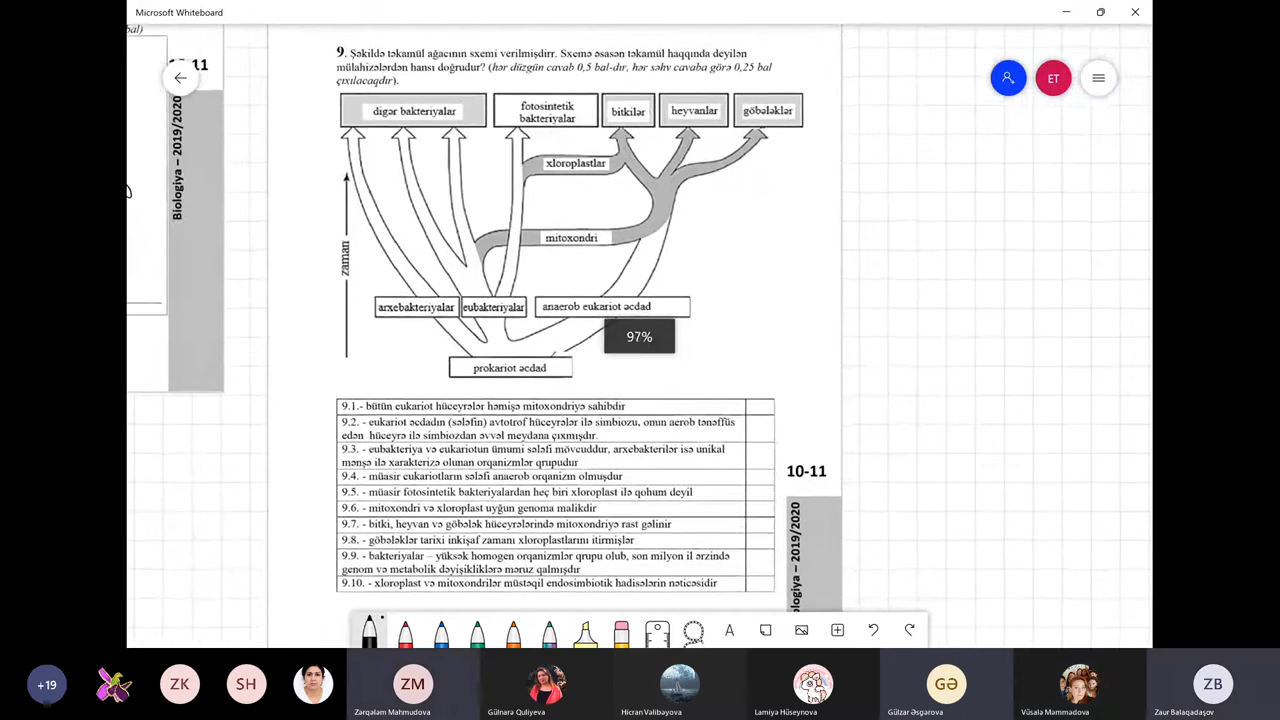 Microsoft Whiteboard
bal)
10-11
Biologiya – 2019/2020
9. Şəkildə təkamül ağacının sxemi verilmişdirr. Sxemə əsasən təkamül haqqında deyilən
mülahizələrdən hansı doğrudur? (hər düzgün cavab 0,5 bal-dır, hər səhv cavaba görə 0,25 bal
çıxılacaqdır).
ET
digər bakteriyalar
fotosintetik
bakteriyalar
bitkilər
heyvanlar
göbələklər
xloroplastlar
mitoxondri
zaman
arxebakteriyalar
eubakteriyalar
anaerob eukariot əcdad
97%
prokariot əcdad
9.1.- bütün eukariot hüceyrələr həmişə mitoxondriyə sahibdir
9.2. - eukariot əcdadın (sələfin) avtotrof hüceyrələr ilə simbiozu, onun aerob tənəffüs
edən hüceyrə ilə simbiozdan əvvəl meydana çıxmışdır.
9.3. - eubakteriya və eukariotun ümumi sələfi mövcuddur, arxebakterilər isə unikal
mənşə ilə xarakterizə olunan orqanizmlər qrupudur
9.4. - müasir eukariotların sələfi anaerob orqanizm olmuşdur
9.5. - müasir fotosintetik bakteriyalardan heç biri xloroplast ilə qohum deyil
9.6. - mitoxondri və xloroplast uyğun genoma malikdir
9.7. - bitki, heyvan və göbələk hüceyrələrində mitoxondriyə rast gəlinir
9.8. - göbələklər tarixi inkişaf zamanı xloroplastlarını itirmişlər
9.9. - bakteriyalar – yüksək homogen orqanizmlər qrupu olub, son milyon il ərzində
genom və metabolik dəyişikliklərə məruz qalmışdır
9.10. - xloroplast və mitoxondrilər müstəqil endosimbiotik hadisələrin nəticəsidir
10-11
logiya – 2019/2020
A
+19
ZK
SH
ZM
Zərqələm Mahmudova
Gülnarə Quliyeva
Hicran Vəlibəyova
Lamiyə Hüseynova
GƏ
Gülzar Əsgərova
Vüsalə Məmmədova
ZB
Zaur Balaqadaşov